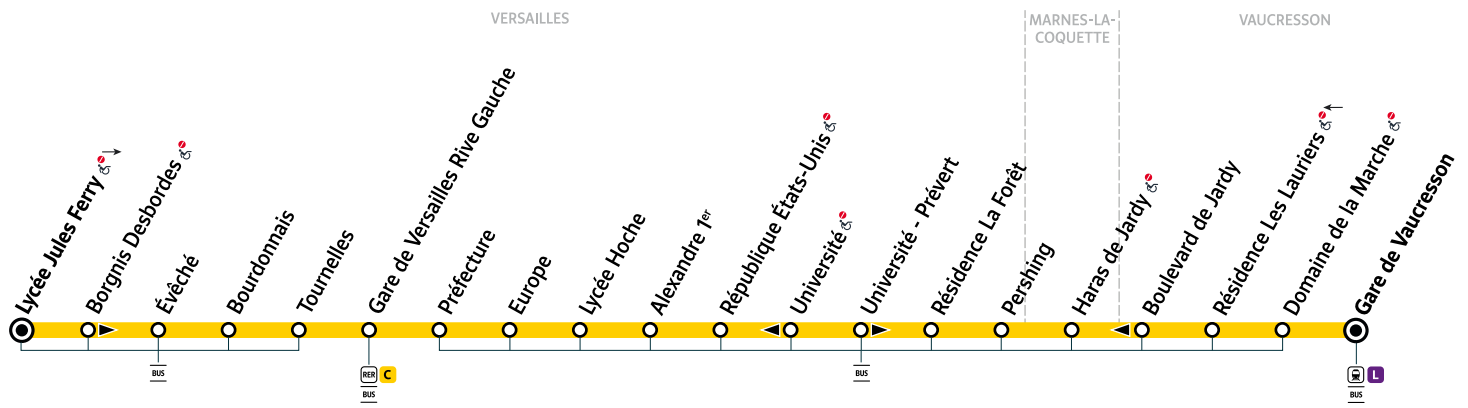 VERSAILLES
MARNES-LA-
COQUETTE
VAUCRESSON
Lycée Jules Ferry
Borgnis Desbordes
Évêché
Bourdonnais
Tournelles
Gare de Versailles Rive Gauche
Préfecture
Europe
Lycée Hoche
Alexandre 1er
République États-Unis
Université
Université - Prévert
Résidence La Forêt
Pershing
Haras de Jardy
Boulevard de Jardy
Résidence Les Lauriers
Domaine de la Marche
Gare de Vaucresson
BUS
RER C
BUS
BUS
L
BUS